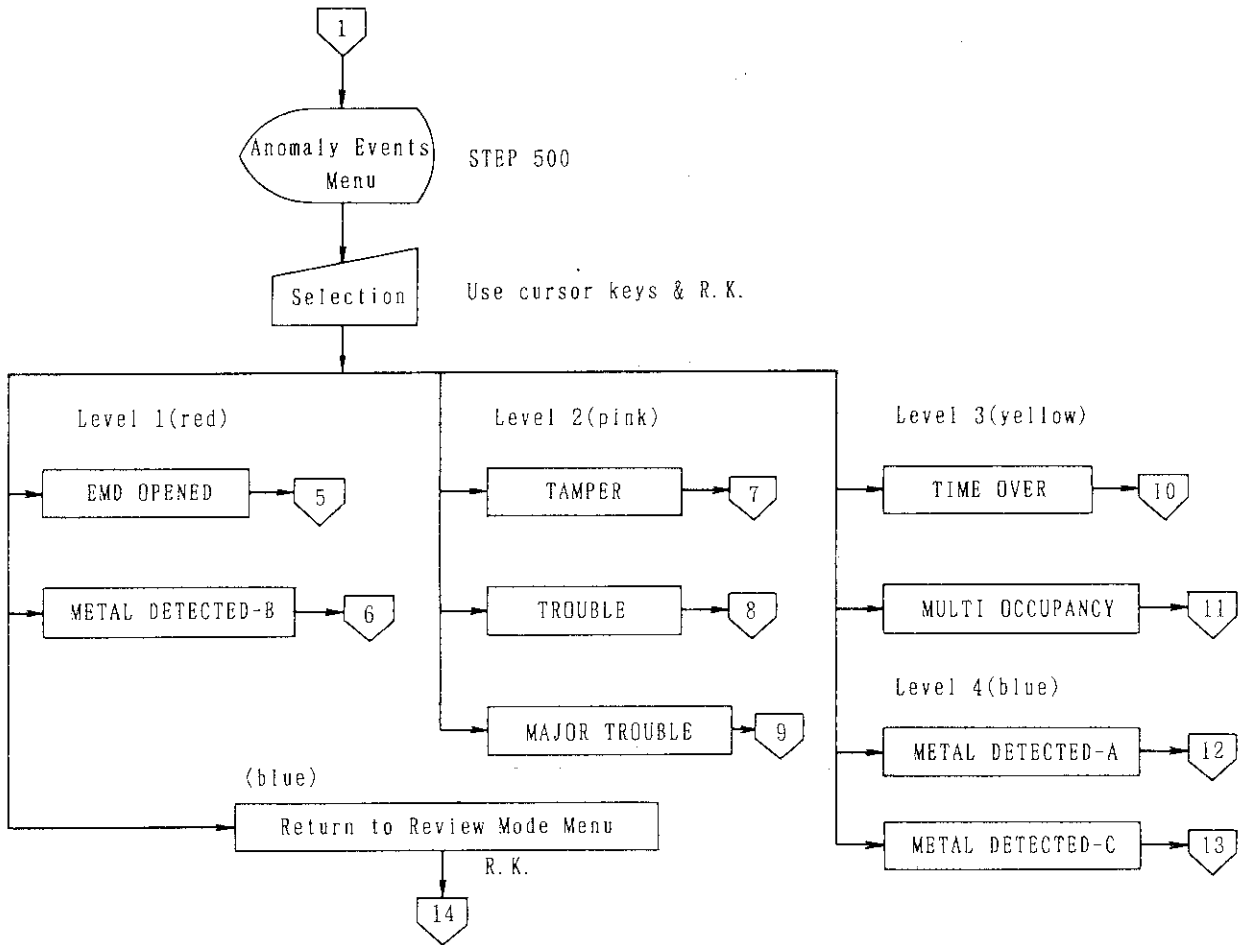 1
Anomaly Events
Menu
STEP 500
Selection
Use cursor keys & R.K.
Level 1(red)
EMD OPENED
5
METAL DETECTED-B
6
Level 2(pink)
TAMPER
7
TROUBLE
8
MAJOR TROUBLE
9
Level 3(yellow)
TIME OVER
10
MULTI OCCUPANCY
11
Level 4(blue)
METAL DETECTED-A
12
METAL DETECTED-C
13
(blue)
Return to Review Mode Menu
R.K.
14